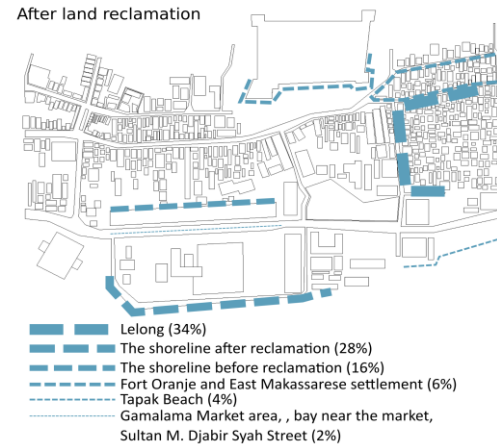 After land reclamation
Lelong (34%)
The shoreline after reclamation (28%)
The shoreline before reclamation (16%)
Fort Oranje and East Makassarese settlement (6%)
Tapak Beach (4%)
Gamalama Market area, , bay near the market,
Sultan M. Djabir Syah Street (2%)